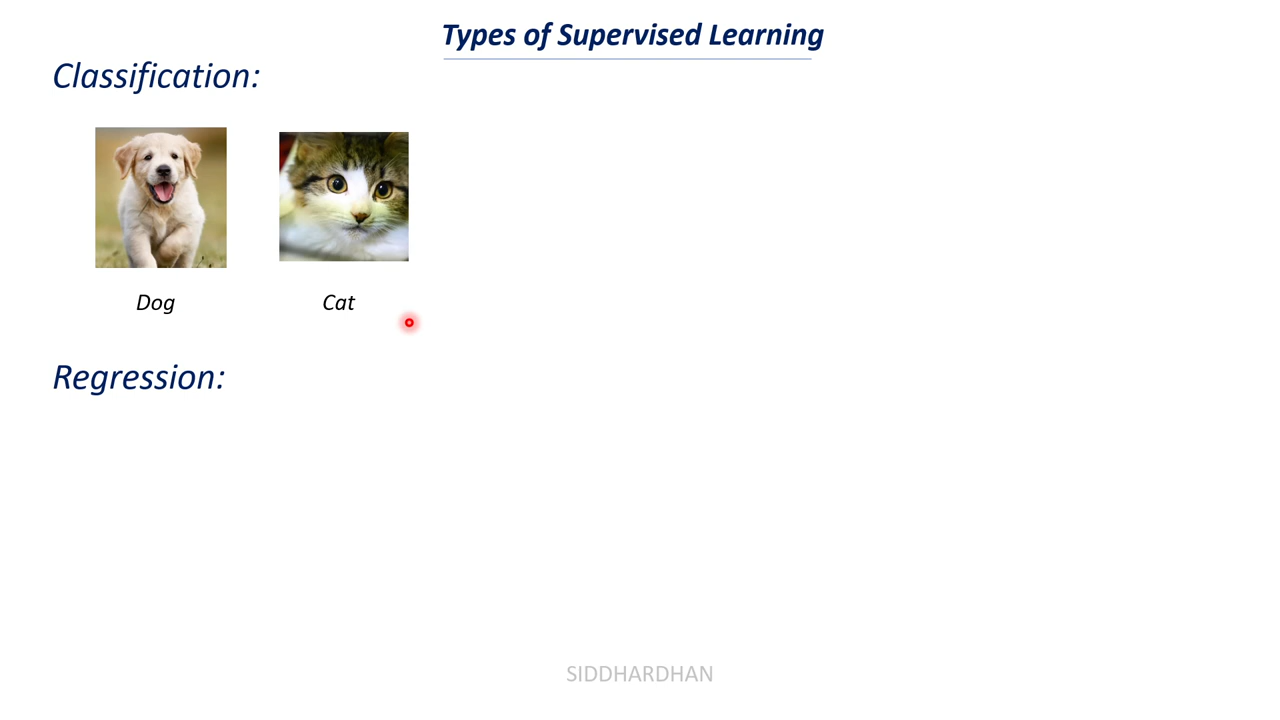 Types of Supervised Learning
Classification:
Dog
Cat
Regression:
SIDDHARDHAN